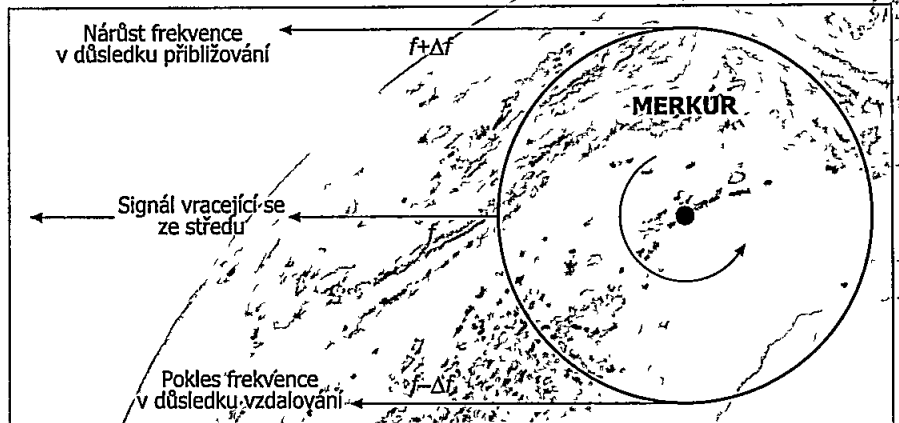 Nárůst frekvence
v důsledku přibližování
f+Δf
MERKUR
Signál vracející se
ze středu
f
Pokles frekvence
v důsledku vzdalování
f−Δf